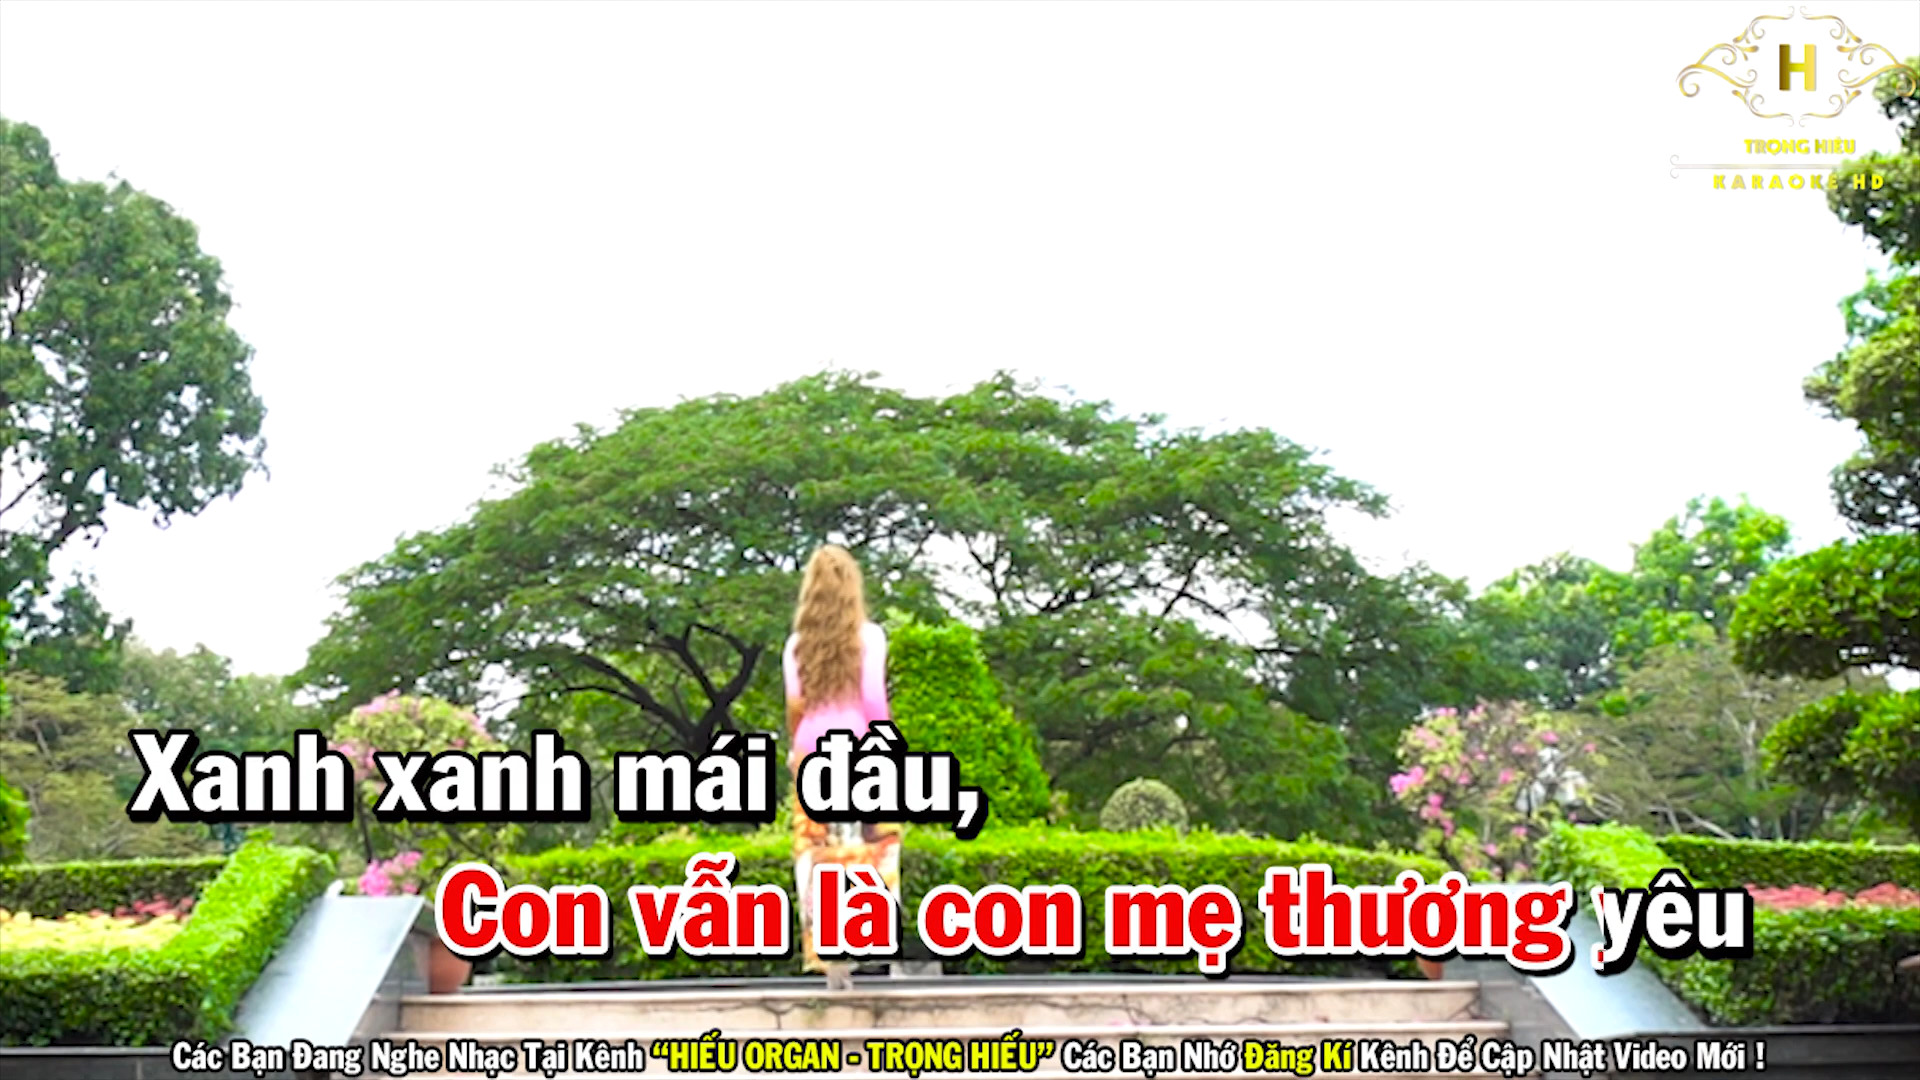 H
TRỌNG HIẾU
KARAOKE HD
Xanh xanh mái đầu,
Con vẫn là con mẹ thương yêu
Các Bạn Đang Nghe Nhạc Tại Kênh “HIẾU ORGAN - TRỌNG HIẾU” Các Bạn Nhớ Đăng Kí Kênh Để Cập Nhật Video Mới !